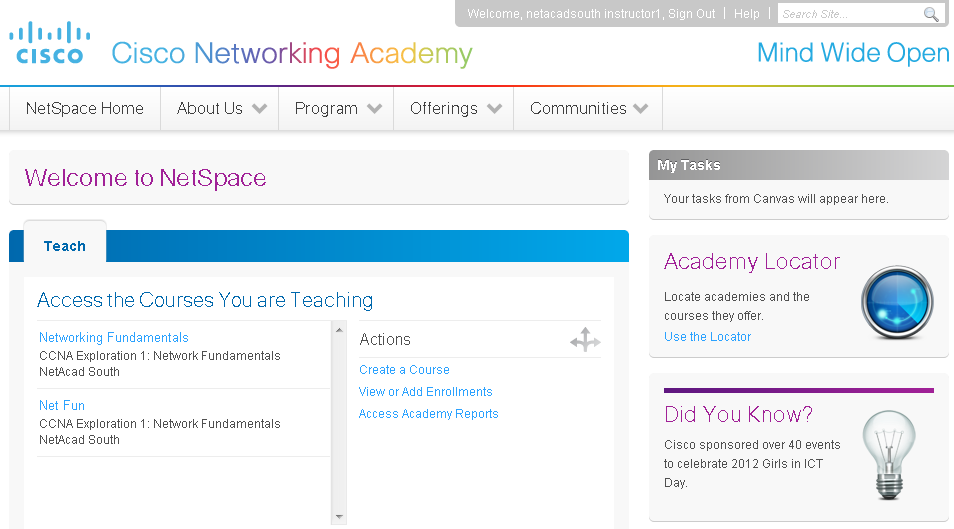 Welcome, netacadsouth instructor1, Sign Out | Help |
Search Site...
CISCO
Cisco Networking Academy
Mind Wide Open
NetSpace Home
About Us
Program
Offerings
Communities
Welcome to NetSpace
Teach
Access the Courses You are Teaching
Networking Fundamentals
CCNA Exploration 1: Network Fundamentals
NetAcad South
Net Fun
CCNA Exploration 1: Network Fundamentals
NetAcad South
Actions
Create a Course
View or Add Enrollments
Access Academy Reports
My Tasks
Your tasks from Canvas will appear here.
Academy Locator
Locate academies and the
courses they offer.
Use the Locator
Did You Know?
Cisco sponsored over 40 events
to celebrate 2012 Girls in ICT
Day.